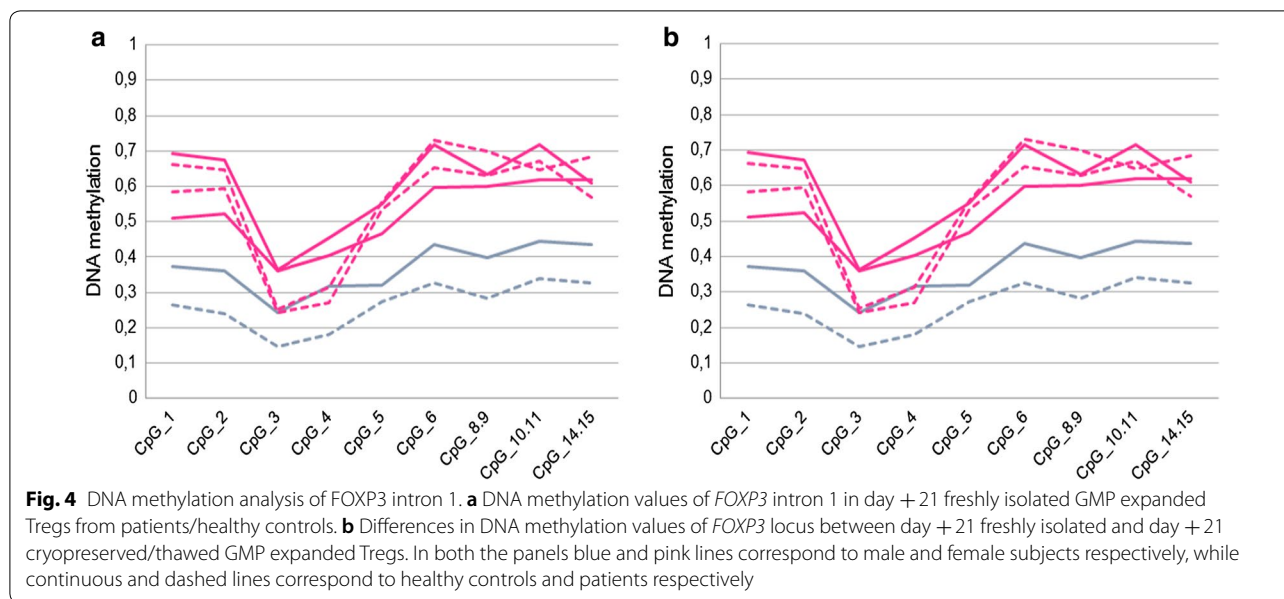 a
b
1
0,9
0,8
0,7
0,6
0,5
0,4
0,3
0,2
0,1
0
DNA methylation
CpG_1
CpG_2
CpG_3
CpG_4
CpG_5
CpG_6
CpG_8.9
CpG_10.11
CpG_14.15
1
0,9
0,8
0,7
0,6
0,5
0,4
0,3
0,2
0,1
0
DNA methylation
CpG_1
CpG_2
CpG_3
CpG_4
CpG_5
CpG_6
CpG_8.9
CpG_10.11
CpG_14.15
Fig. 4 DNA methylation analysis of FOXP3 intron 1. a DNA methylation values of FOXP3 intron 1 in day +21 freshly isolated GMP expanded
Tregs from patients/healthy controls. b Differences in DNA methylation values of FOXP3 locus between day +21 freshly isolated and day +21
cryopreserved/thawed GMP expanded Tregs. In both the panels blue and pink lines correspond to male and female subjects respectively, while
continuous and dashed lines correspond to healthy controls and patients respectively